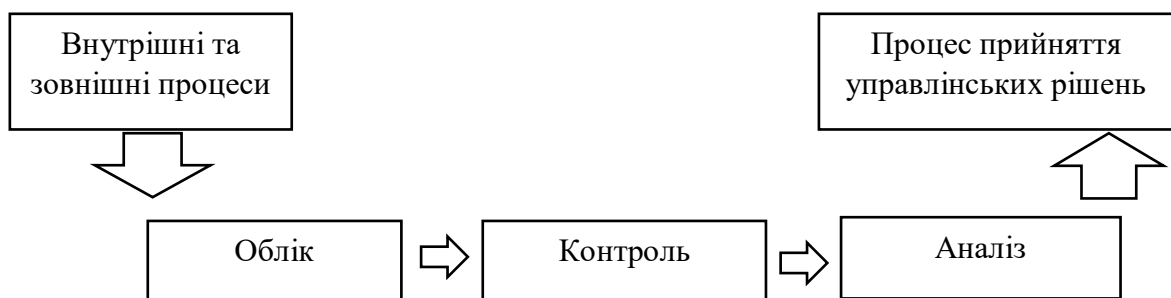 Внутрішні та
зовнішні процеси
Процес прийняття
управлінських рішень
Облік
Контроль
Аналіз